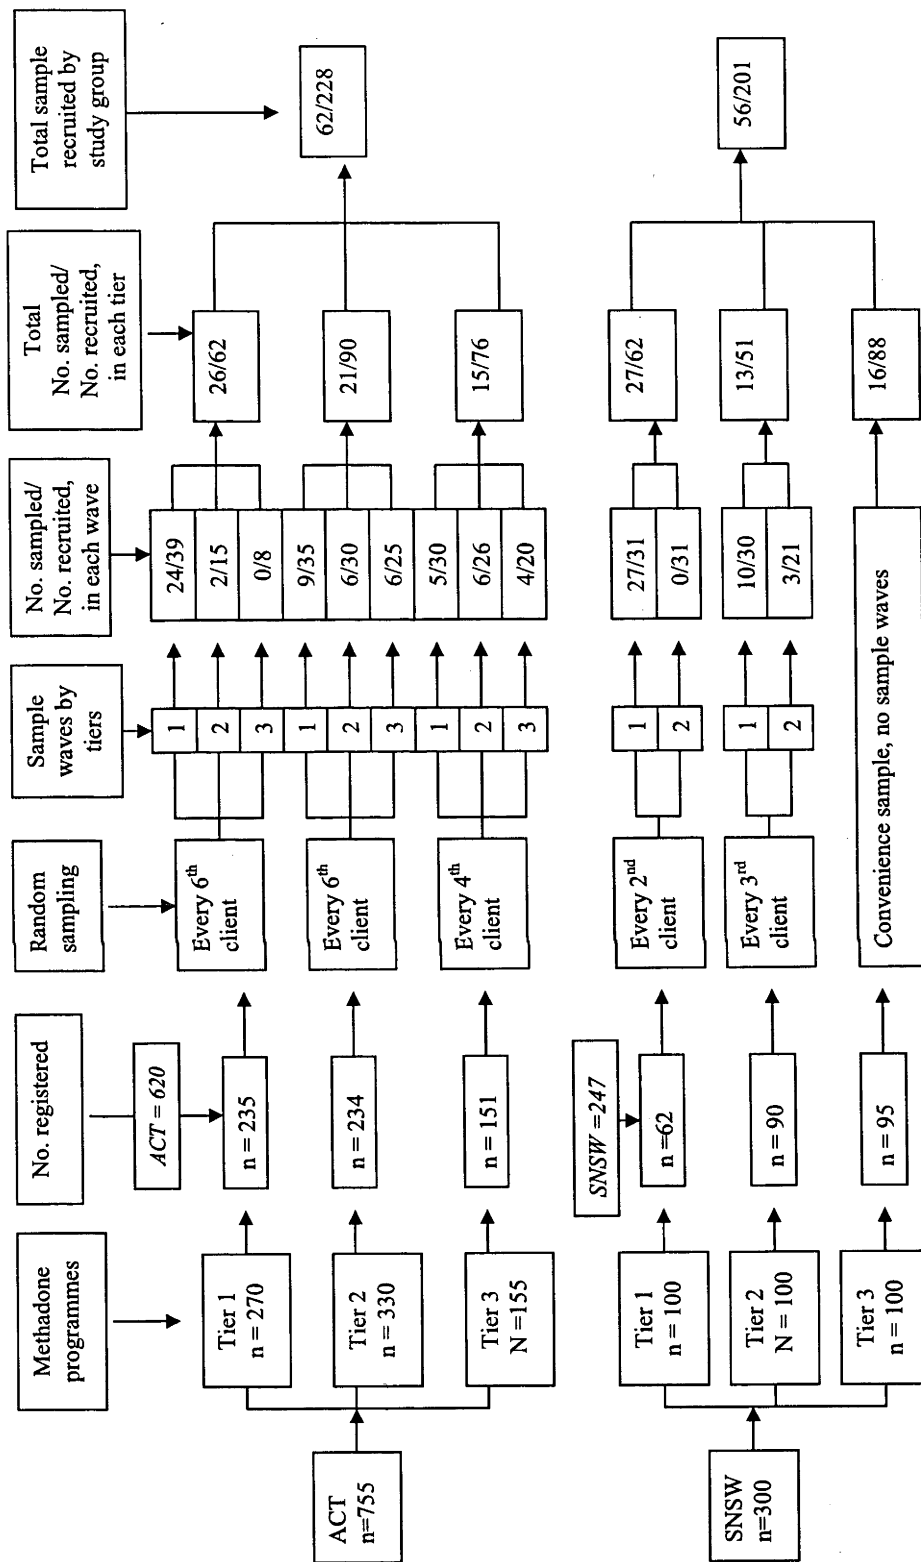 Methadone
programmes
No. registered
Random
sampling
Sample
waves by
tiers
No. sampled/
No. recruited,
in each wave
Total
No. sampled/
No. recruited,
in each tier
Total sample
recruited by
study group
ACT = 620
ACT
n=755
Tier 1
n = 270
n = 235
Every 6th
client
1
2
3
24/39
2/15
0/8
26/62
Tier 2
n = 330
n = 234
Every 6th
client
1
2
3
9/35
6/30
6/25
21/90
62/228
Tier 3
N =155
n = 151
Every 4th
client
1
2
3
5/30
6/26
4/20
15/76
SNSW =247
SNSW
n=300
Tier 1
n = 100
n =62
Every 2nd
client
1
2
27/31
0/31
27/62
Tier 2
N = 100
n = 90
Every 3rd
client
1
2
10/30
3/21
13/51
56/201
Tier 3
n = 100
n = 95
Convenience sample, no sample waves
16/88